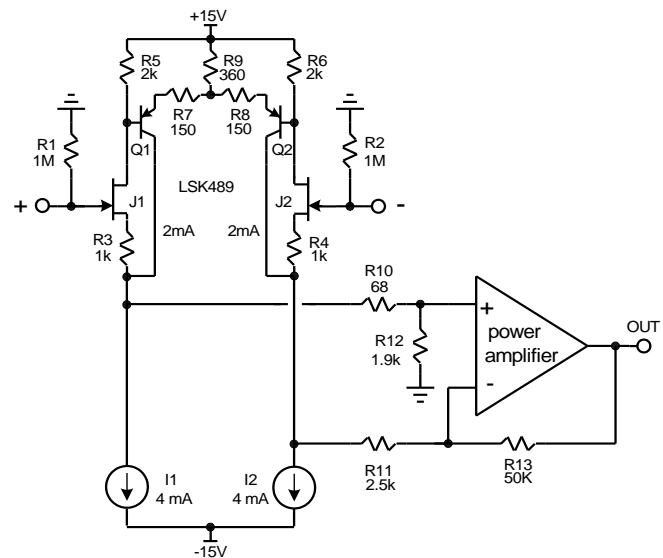 +15V
R5
2k
R9
360
R6
2k
R7
150
R8
150
R1
1M
R2
1M
Q1
Q2
LSK489
+
J1
J2
-
2mA
2mA
R3
1k
R4
1k
R10
68
+
OUT
R12
1.9k
power
amplifier
-
R11
2.5k
R13
50K
I1
4 mA
I2
4 mA
-15V